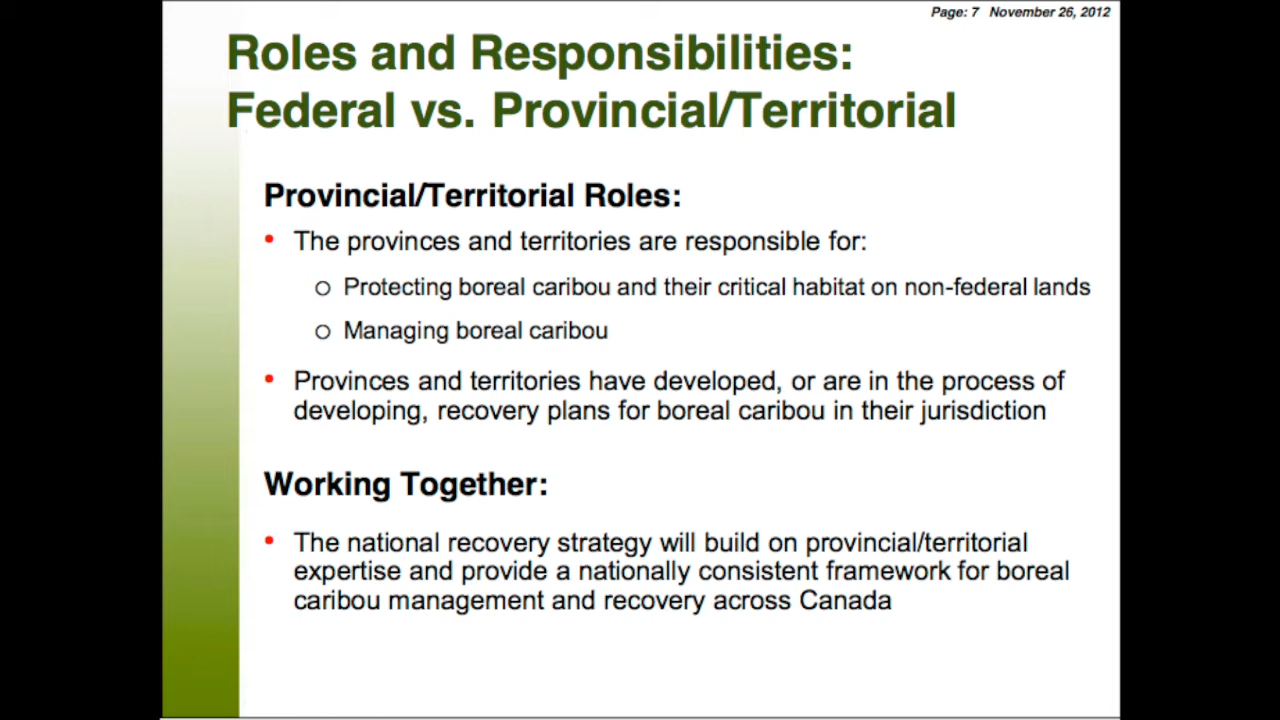 Page: 7 November 26, 2012
Roles and Responsibilities:
Federal vs. Provincial/Territorial
Provincial/Territorial Roles:
• The provinces and territories are responsible for:
○ Protecting boreal caribou and their critical habitat on non-federal lands
○ Managing boreal caribou
• Provinces and territories have developed, or are in the process of
developing, recovery plans for boreal caribou in their jurisdiction
Working Together:
• The national recovery strategy will build on provincial/territorial
expertise and provide a nationally consistent framework for boreal
caribou management and recovery across Canada